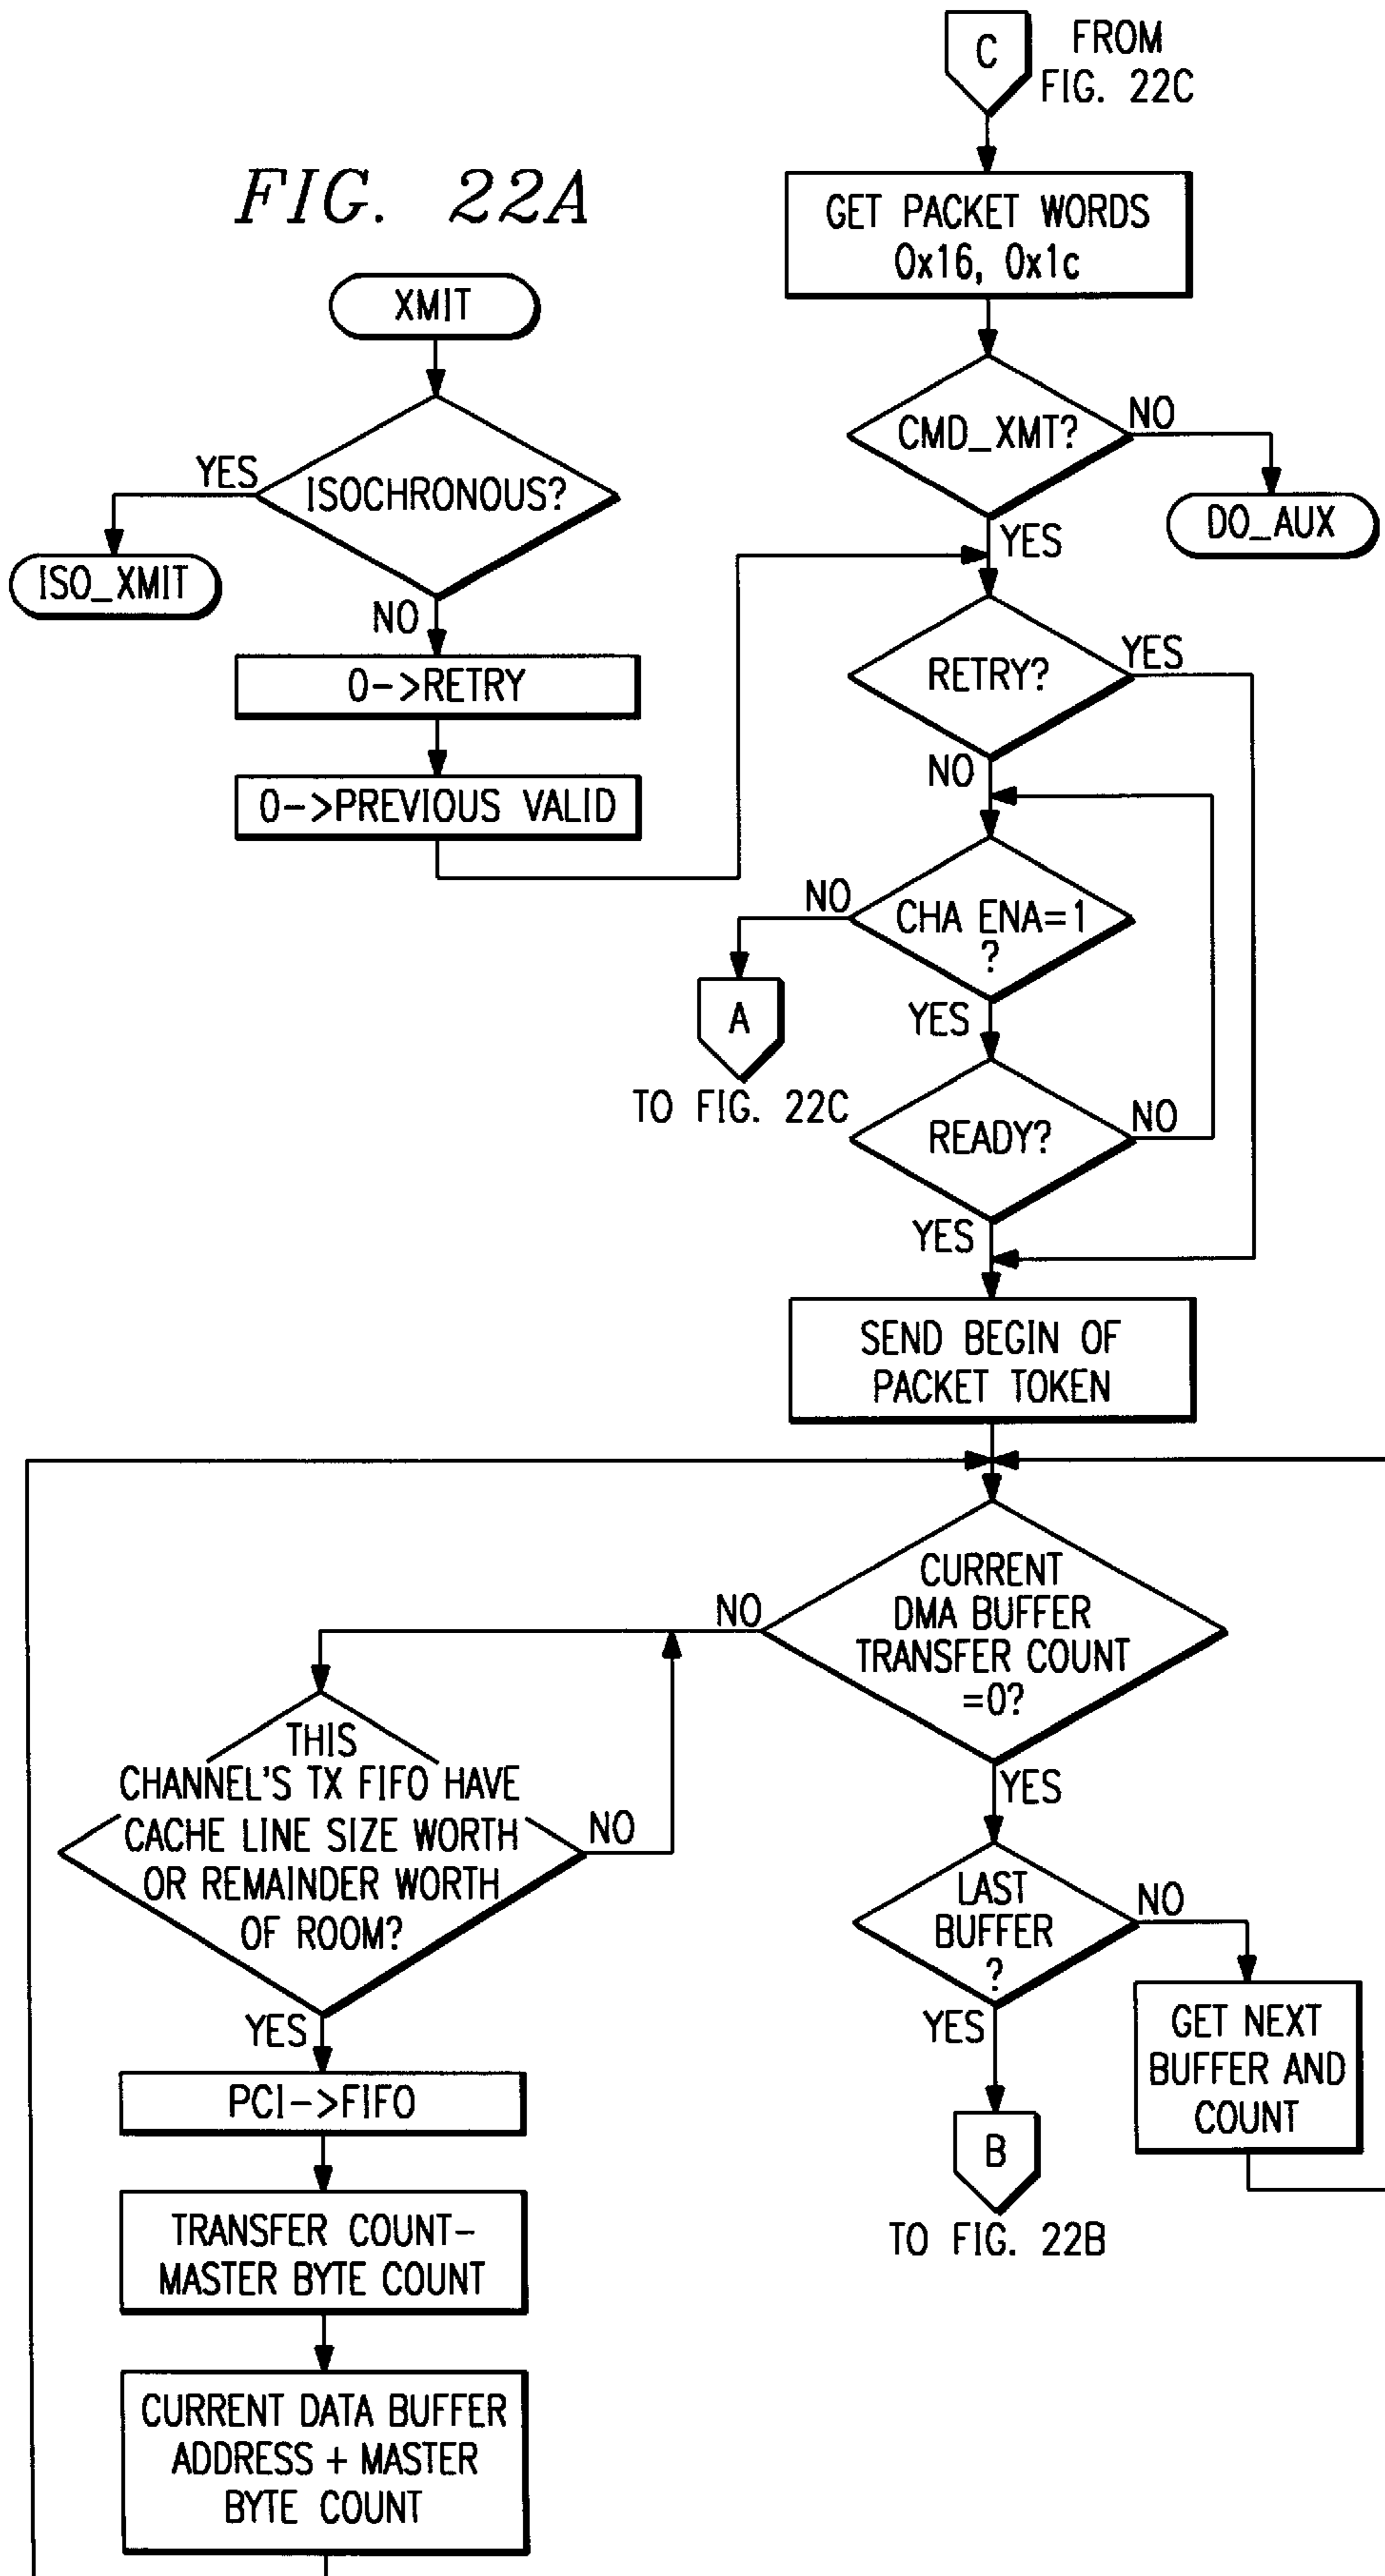 C
FROM
FIG. 22C
FIG. 22A
GET PACKET WORDS
0x16, 0x1c
XMIT
CMD_XMT?
NO
DO_AUX
YES
ISOCHRONOUS?
YES
ISO_XMIT
NO
0->RETRY
0->PREVIOUS VALID
RETRY?
YES
NO
CHA ENA=1
?
NO
A
TO FIG. 22C
YES
READY?
NO
YES
SEND BEGIN OF
PACKET TOKEN
CURRENT
DMA BUFFER
TRANSFER COUNT
=0?
NO
YES
THIS
CHANNEL'S TX FIFO HAVE
CACHE LINE SIZE WORTH
OR REMAINDER WORTH
OF ROOM?
NO
YES
LAST
BUFFER
?
NO
YES
GET NEXT
BUFFER AND
COUNT
B
TO FIG. 22B
PCI->FIFO
TRANSFER COUNT-
MASTER BYTE COUNT
CURRENT DATA BUFFER
ADDRESS + MASTER
BYTE COUNT